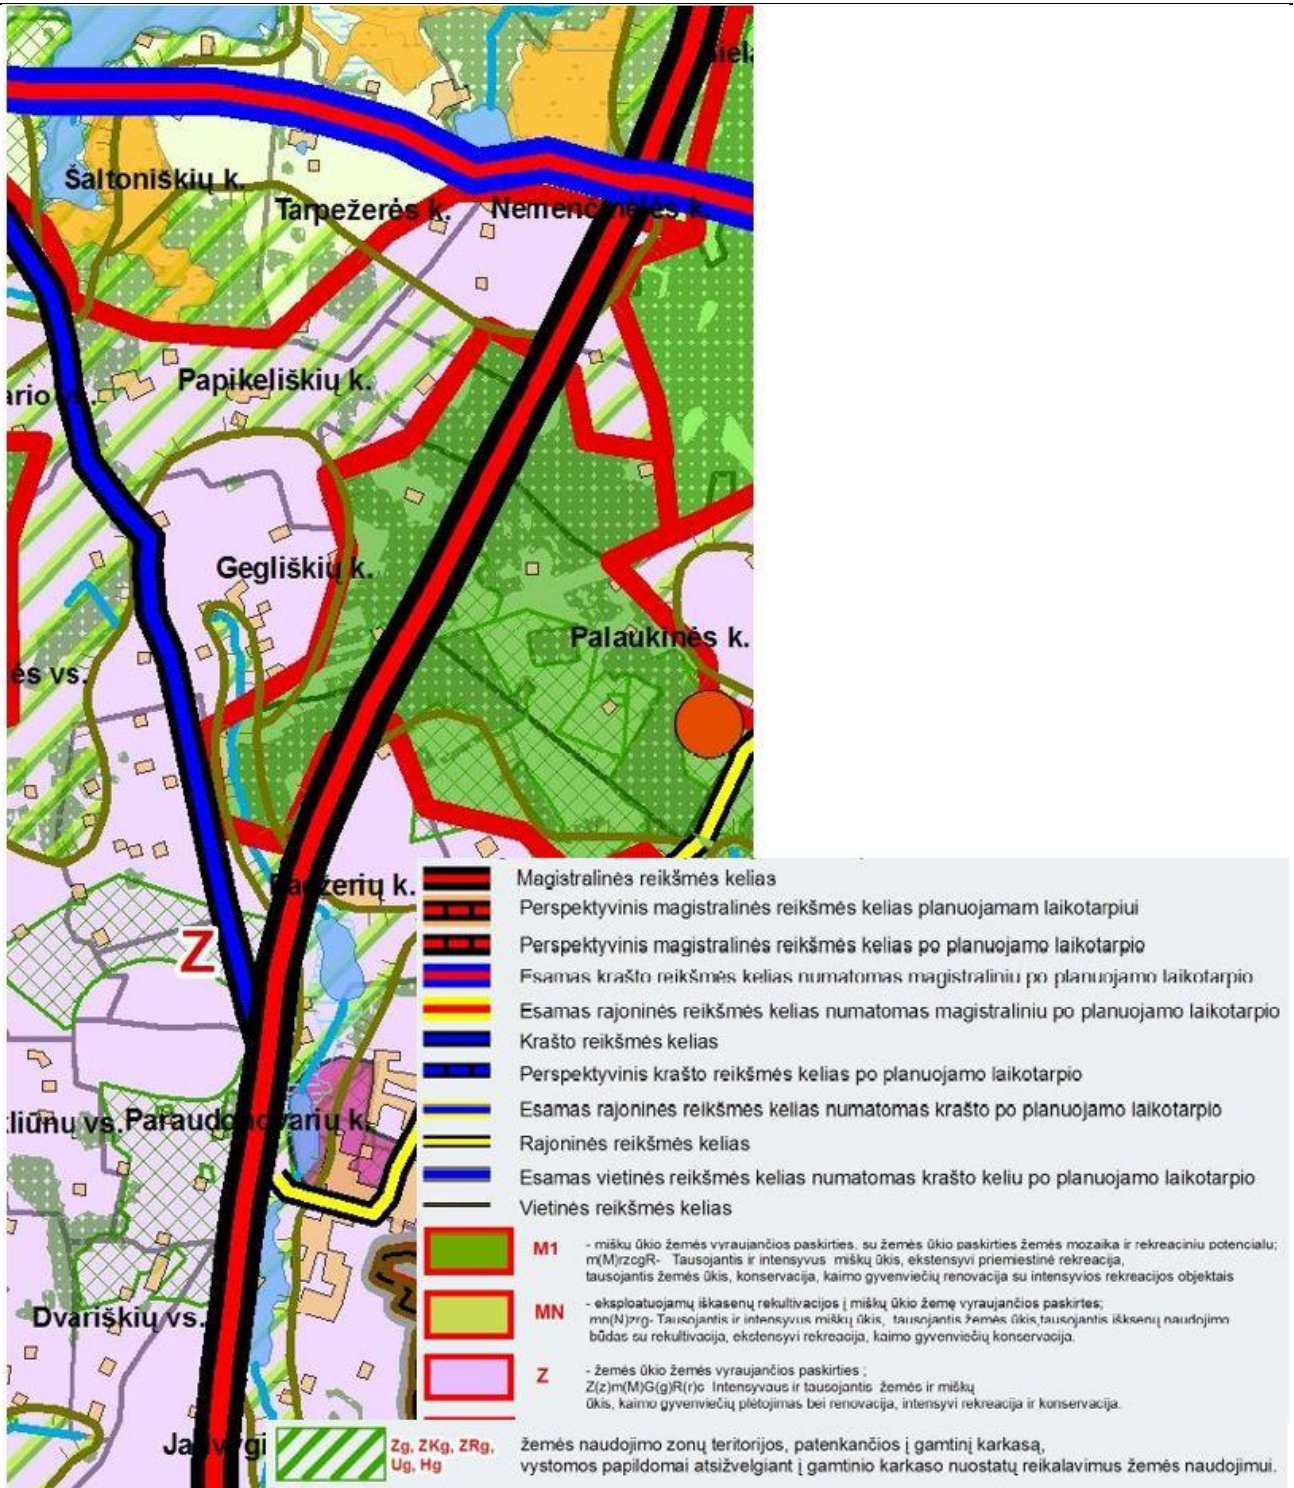 Šaltoniškių k.
Tarpežerės k.
Nemenčinėlės k.
Papikeliškių k.
ario vs.
Gegliškių k.
Palaukinės k.
ės vs.
Z
kliūnų vs.
Paraudondvarių k.
Dvariškių vs.
Magistralinės reikšmės kelias
Perspektyvinis magistralinės reikšmės kelias planuojamam laikotarpiui
Perspektyvinis magistralinės reikšmės kelias po planuojamo laikotarpio
Esamas krašto reikšmės kelias numatomas magistraliniu po planuojamo laikotarpio
Esamas rajoninės reikšmės kelias numatomas magistraliniu po planuojamo laikotarpio
Krašto reikšmės kelias
Perspektyvinis krašto reikšmės kelias po planuojamo laikotarpio
Esamas rajoninės reikšmės kelias numatomas krašto po planuojamo laikotarpio
Rajoninės reikšmės kelias
Esamas vietinės reikšmės kelias numatomas krašto keliu po planuojamo laikotarpio
Vietinės reikšmės kelias
M1 - miškų ūkio žemės vyraujančios paskirties, su žemės ūkio paskirties žemės mozaika ir rekreaciniu potencialu;
m(M)rzcgR- Tausojantis ir intensyvus miškų ūkis, ekstensyvi priemiestinė rekreacija,
tausojantis žemės ūkis, konservacija, kaimo gyvenviečių renovacija su intensyvios rekreacijos objektais
MN - eksploatuojamų iškasenų rekultivacijos į miškų ūkio žemę vyraujančios paskirtes;
mn(N)zrg- Tausojantis ir intensyvus miškų ūkis, tausojantis žemės ūkis,tausojantis išksenų naudojimo
būdas su rekultivacija, ekstensyvi rekreacija, kaimo gyvenviečių konservacija.
Z - žemės ūkio žemės vyraujančios paskirties ;
Z(z)m(M)G(g)R(r)c Intensyvaus ir tausojantis žemės ir miškų
ūkis, kaimo gyvenviečių plėtojimas bei renovacija, intensyvi rekreacija ir konservacija.
Zg, ZKg, ZRg, žemės naudojimo zonų teritorijos, patenkančios į gamtinį karkasą,
Ug, Hg vystomos papildomai atsižvelgiant į gamtinio karkaso nuostatų reikalavimus žemės naudojimui.